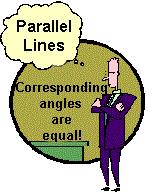 Parallel
Lines
Corresponding
angles
are
equal!